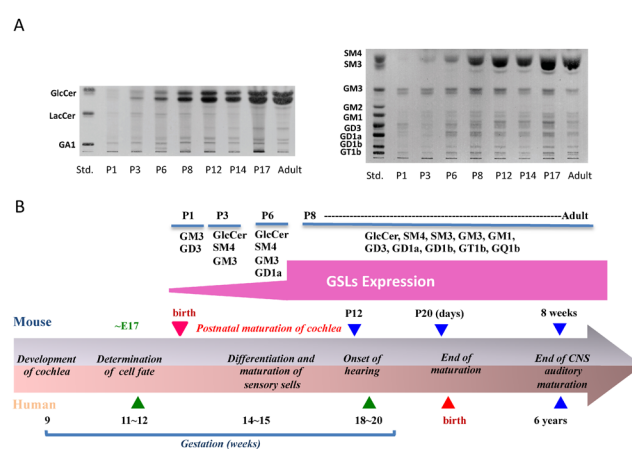 A
GlcCer
LacCer
GA1
Std. P1 P3 P6 P8 P12 P14 P17 Adult
SM4
SM3
GM3
GM2
GM1
GD3
GD1a
GD1b
GT1b
Std. P1 P3 P6 P8 P12 P14 P17 Adult
B
P1
GM3
GD3
P3
GlcCer
SM4
GM3
P6
GlcCer
SM4
GM3
GD1a
P8 Adult
GlcCer, SM4, SM3, GM3, GM1,
GD3, GD1a, GD1b, GT1b, GQ1b
GSLs Expression
Mouse
~E17
birth
Postnatal maturation of cochlea
P12
P20 (days)
8 weeks
Development
of cochlea
Determination
of cell fate
Differentiation and
maturation of
sensory sells
Onset of
hearing
End of
maturation
End of CNS
auditory
maturation
Human
9
11~12
14~15
18~20
birth
6 years
Gestation (weeks)